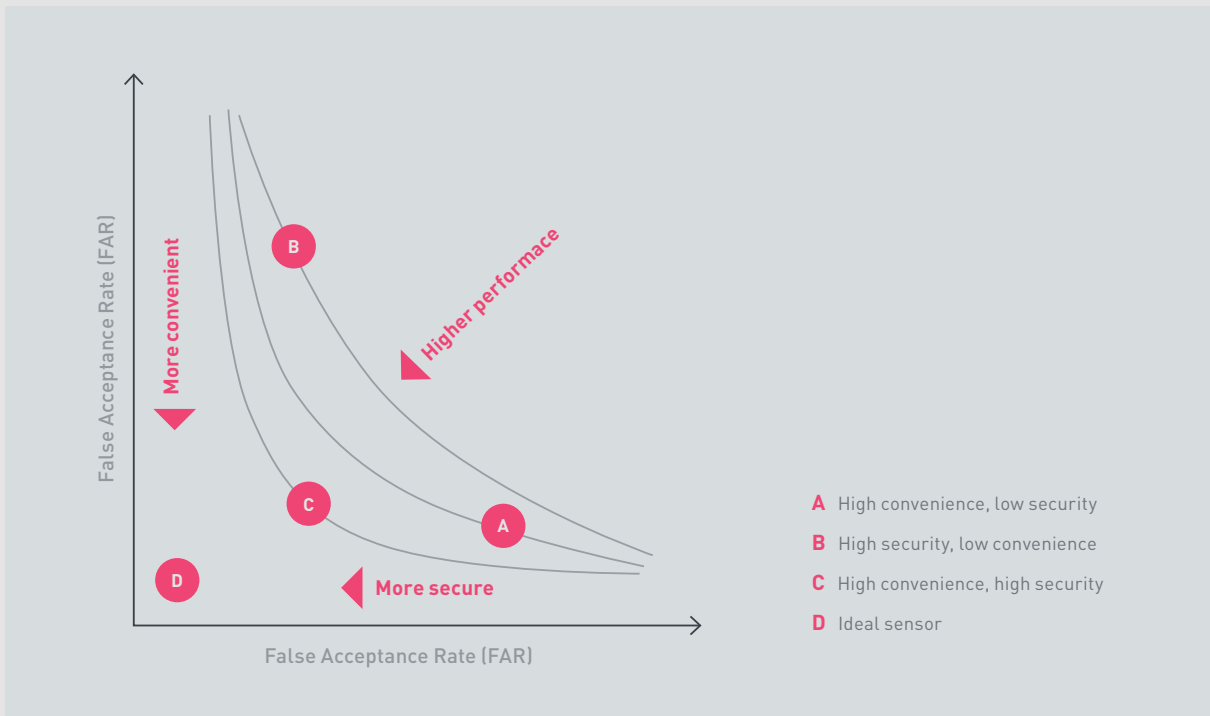 False Acceptance Rate (FAR)
More convenient
B
Higher performace
C
A
D
More secure
False Acceptance Rate (FAR)
A High convenience, low security
B High security, low convenience
C High convenience, high security
D Ideal sensor